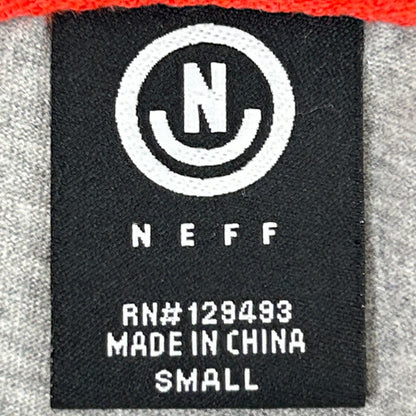 N
NEFF
RN#129493
MADE IN CHINA
SMALL